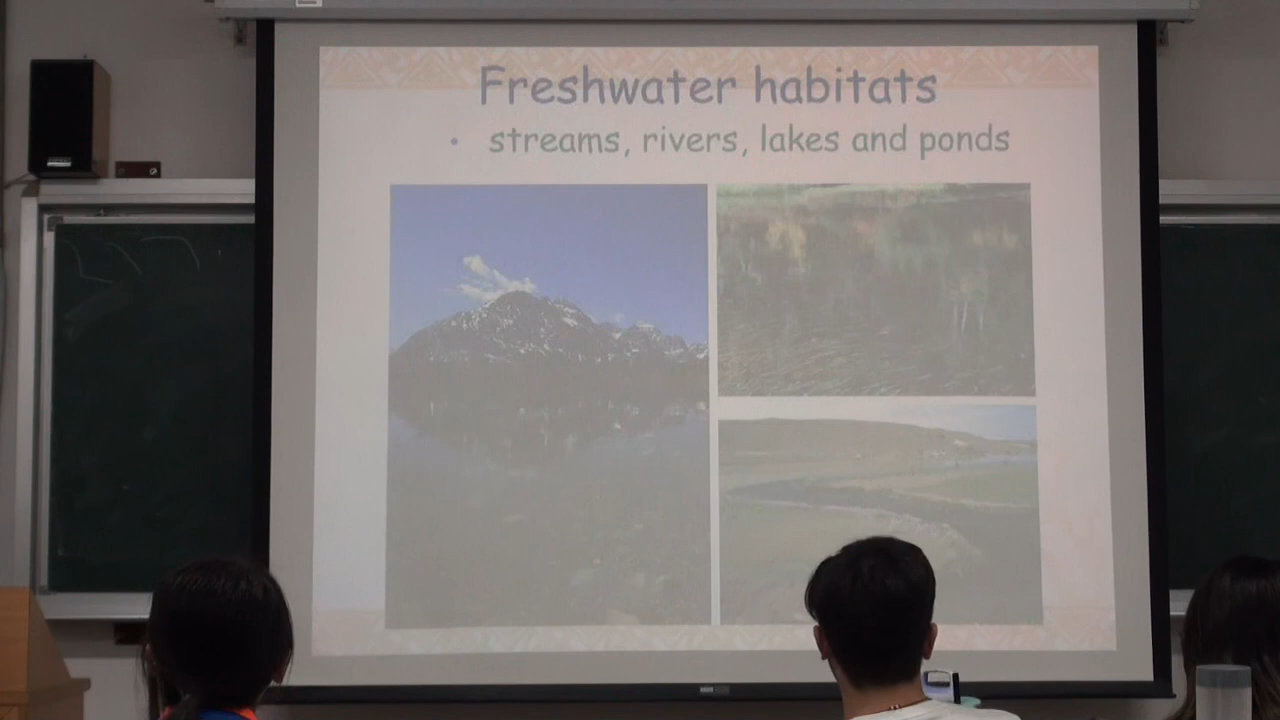 Freshwater habitats
• streams, rivers, lakes and ponds